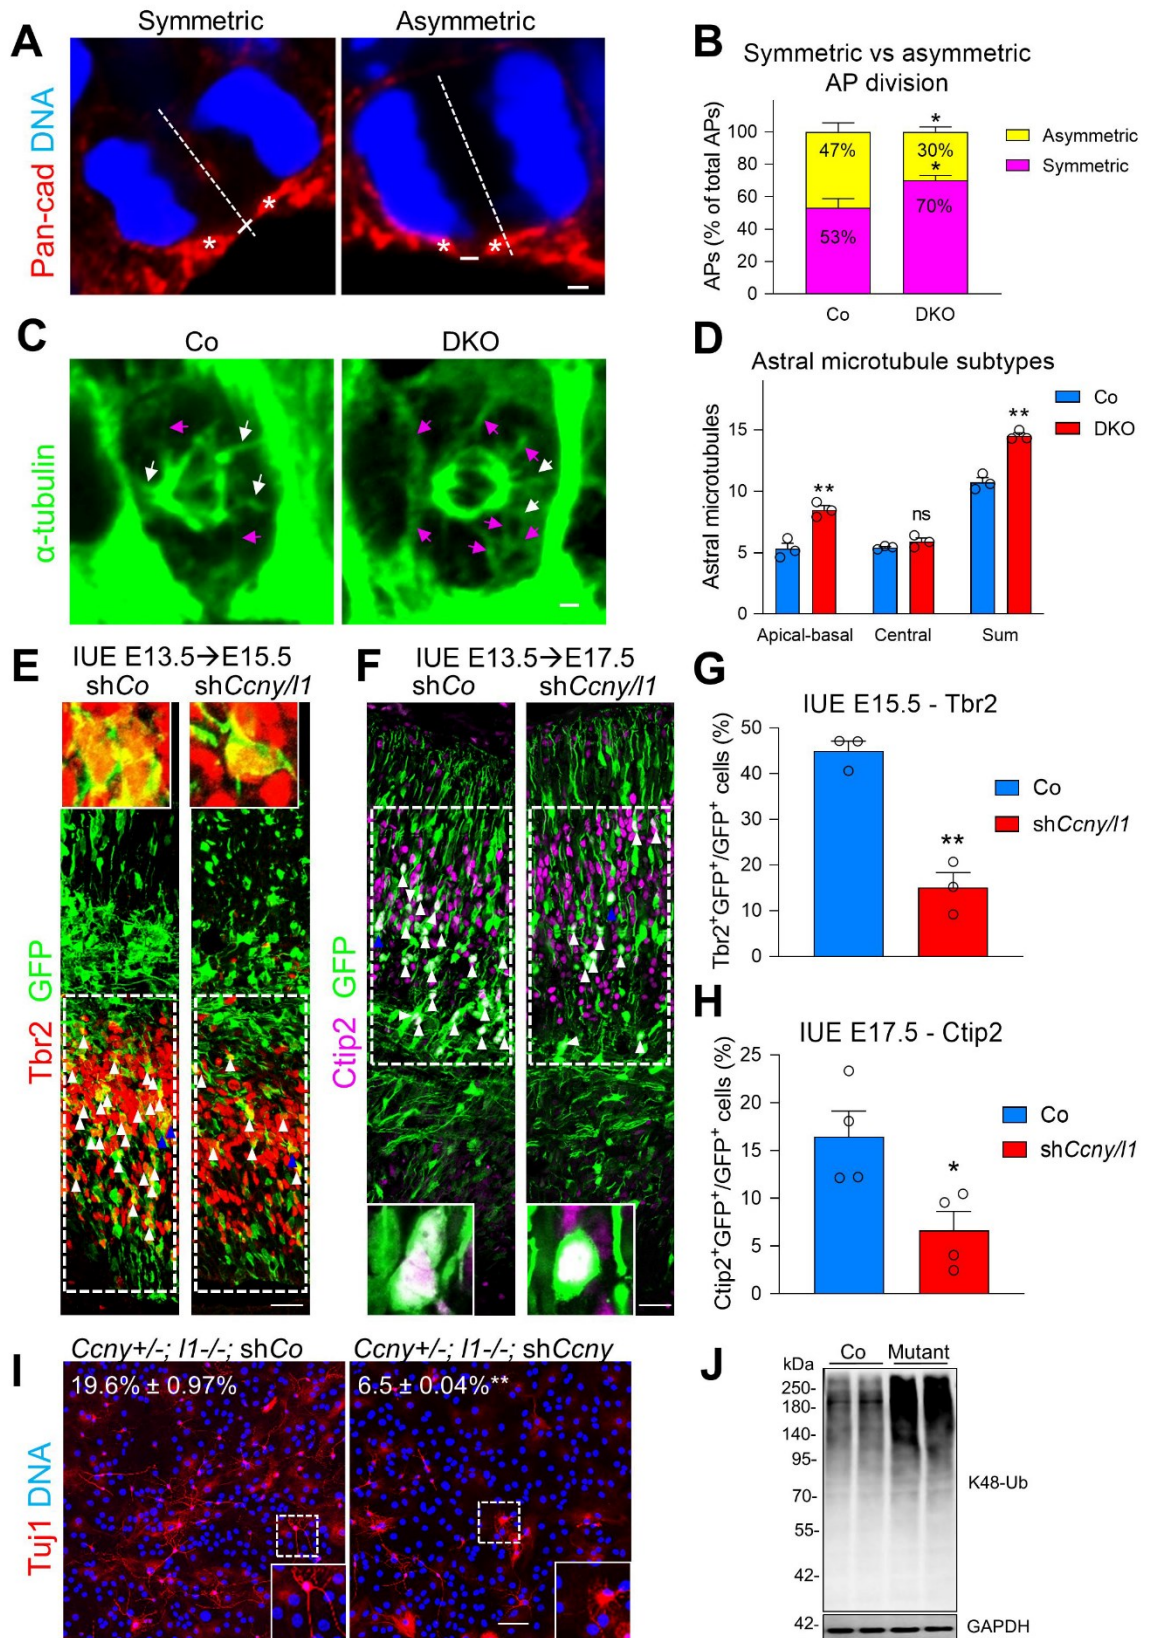 A
Symmetric
Asymmetric
Pan-cad DNA
*
*
*
*
B
Symmetric vs asymmetric
AP division
APs (% of total APs)
100
80
60
40
20
0
47%
53%
*
30%
*
70%
Co
DKO
Asymmetric
Symmetric
C
Co
DKO
α-tubulin
D
Astral microtubule subtypes
Astral microtubules
15
10
5
0
**
ns
**
Apical-basal
Central
Sum
Co
DKO
E
IUE E13.5→E15.5
shCo
shCcny/l1
Tbr2 GFP
F
IUE E13.5→E17.5
shCo
shCcny/l1
Ctip2 GFP
G
IUE E15.5 - Tbr2
Tbr2+GFP+/GFP+ cells (%)
50
40
30
20
10
0
**
Co
shCcny/l1
H
IUE E17.5 - Ctip2
Ctip2+GFP+/GFP+ cells (%)
25
20
15
10
5
0
*
Co
shCcny/l1
I
Ccny+/-; l1-/-; shCo
Ccny+/-; l1-/-; shCcny
19.6% ± 0.97%
6.5 ± 0.04%**
Tuj1 DNA
J
kDa
Co
Mutant
250-
180-
140-
95-
70-
55-
42-
42-
K48-Ub
GAPDH